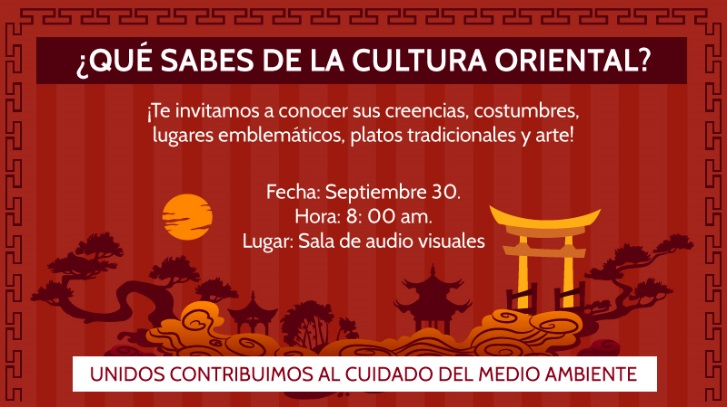 ¿QUÉ SABES DE LA CULTURA ORIENTAL?
¡Te invitamos a conocer sus creencias, costumbres,
lugares emblemáticos, platos tradicionales y arte!
Fecha: Septiembre 30.
Hora: 8: 00 am.
Lugar: Sala de audio visuales
UNIDOS CONTRIBUIMOS AL CUIDADO DEL MEDIO AMBIENTE